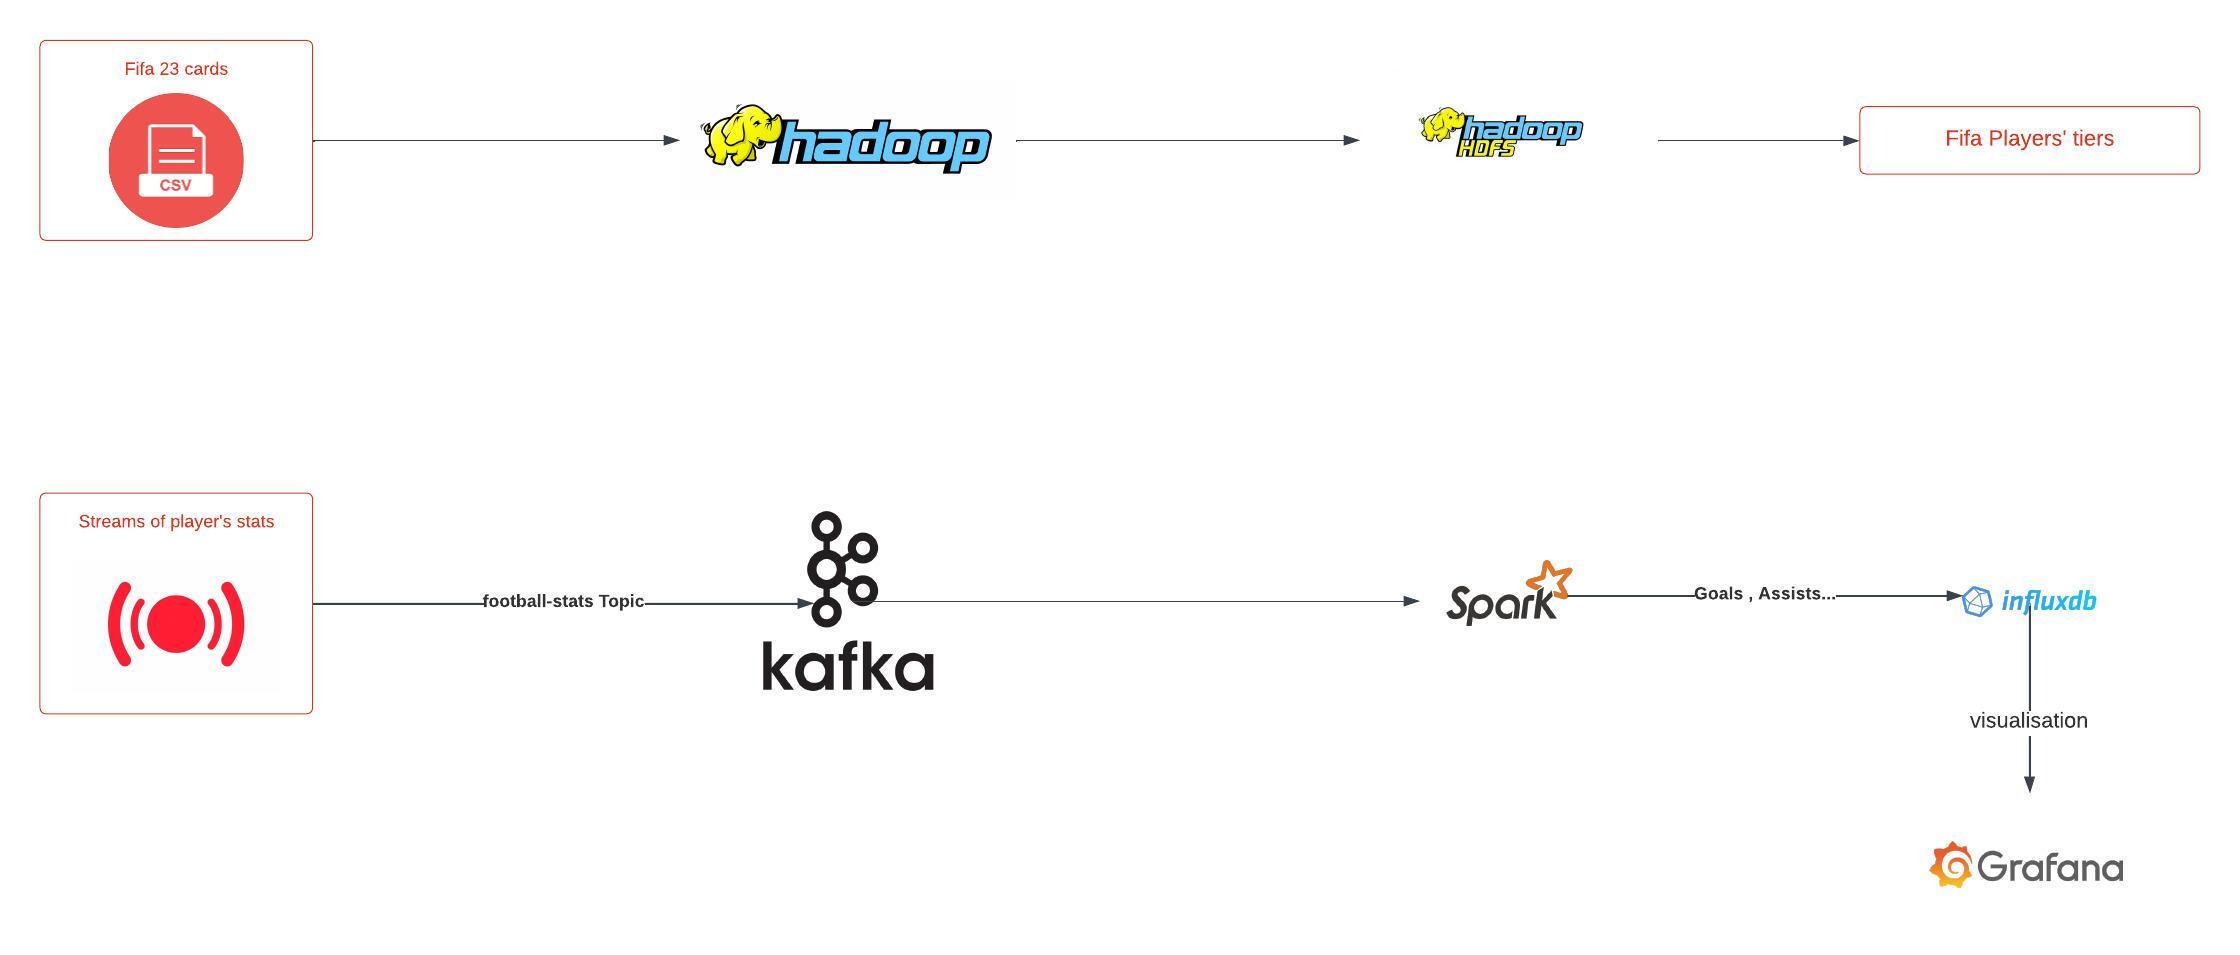 Fifa 23 cards
CSV
hadoop
hadoop
HDFS
Fifa Players' tiers
Streams of player's stats
football-stats Topic
kafka
Spark
Goals , Assists...
influxdb
visualisation
Grafana